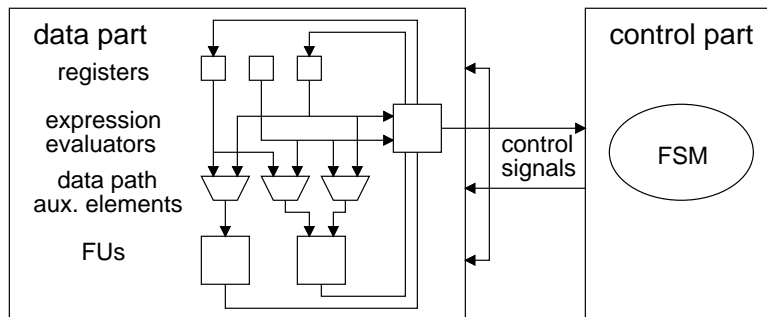 data part
registers
expression
evaluators
data path
aux. elements
FUs
control
signals
control part
FSM